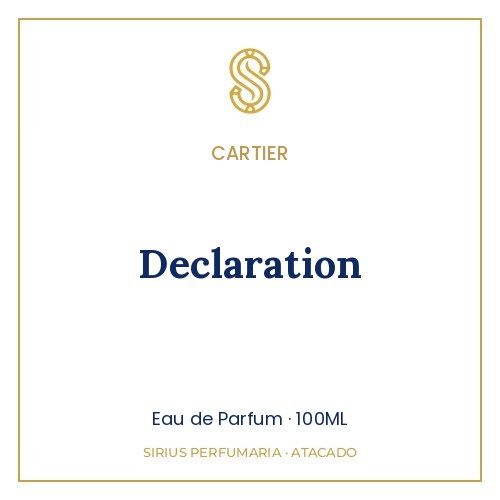 CARTIER
Declaration
Eau de Parfum · 100ML
SIRIUS PERFUMARIA · ATACADO